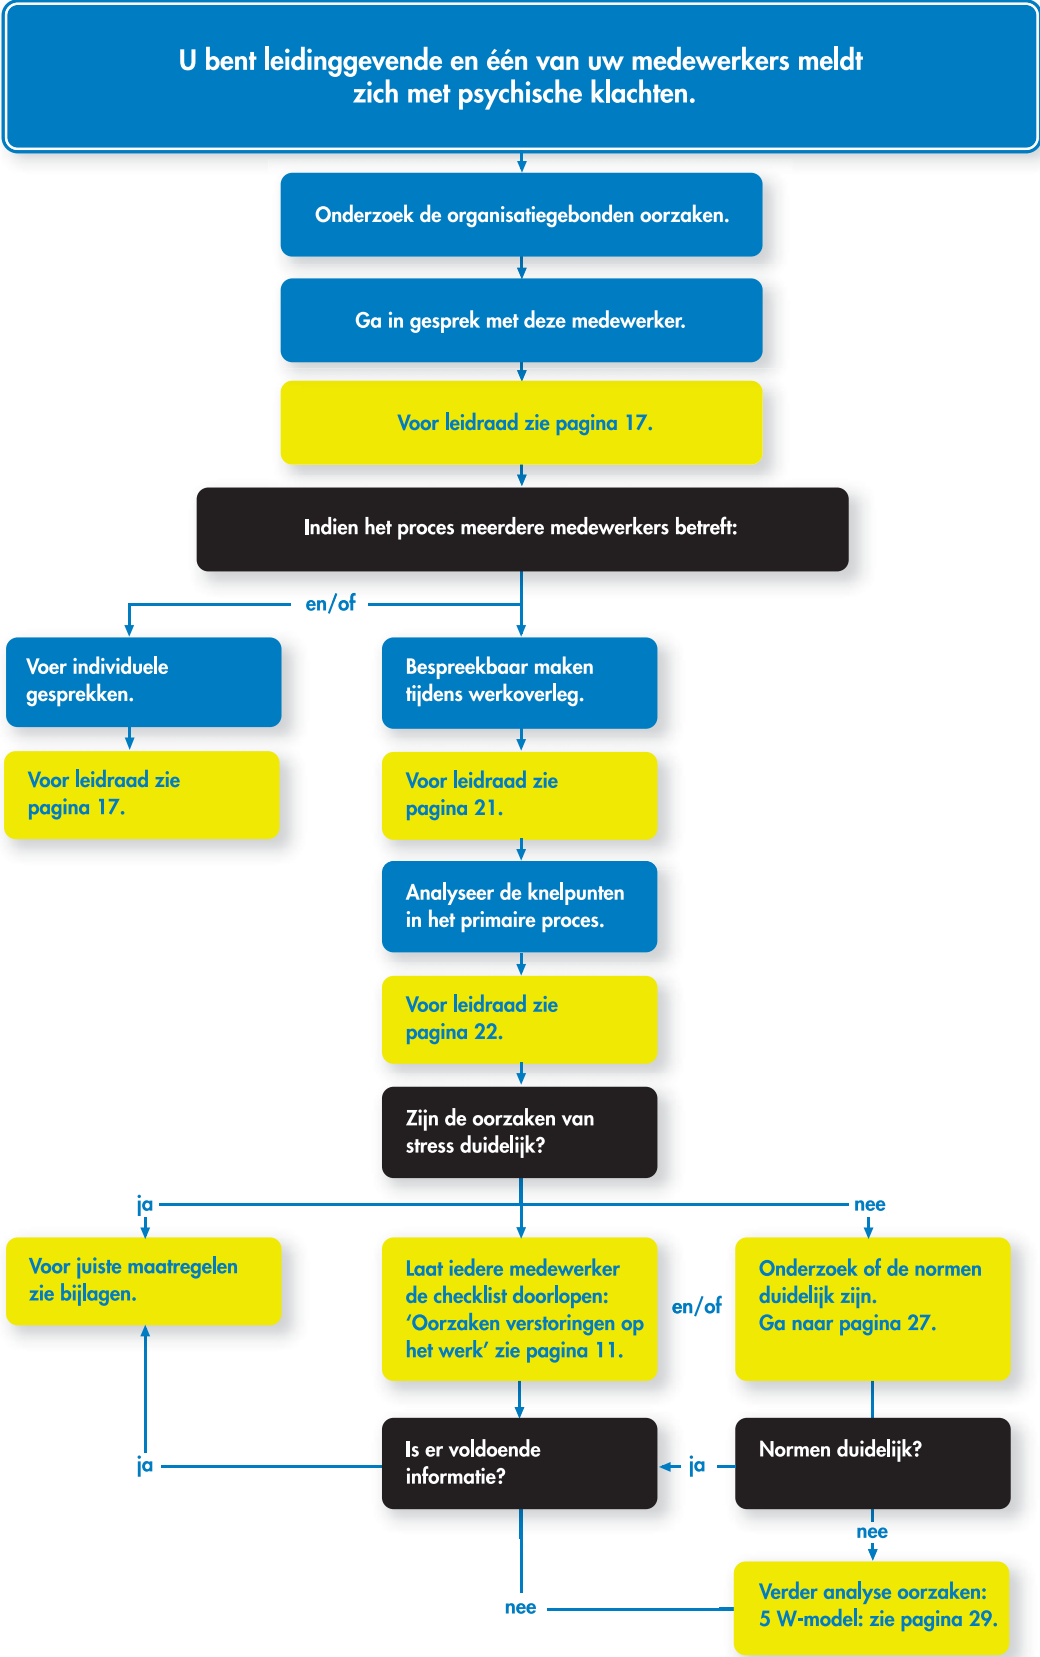 U bent leidinggevende en één van uw medewerkers meldt
zich met psychische klachten.
Onderzoek de organisatiegebonden oorzaken.
Ga in gesprek met deze medewerker.
Voor leidraad zie pagina 17.
Indien het proces meerdere medewerkers betreft:
en/of
Voer individuele
gesprekken.
Voor leidraad zie
pagina 17.
Bespreekbaar maken
tijdens werkoverleg.
Voor leidraad zie
pagina 21.
Analyseer de knelpunten
in het primaire proces.
Voor leidraad zie
pagina 22.
Zijn de oorzaken van
stress duidelijk?
ja
nee
Voor juiste maatregelen
zie bijlagen.
Laat iedere medewerker
de checklist doorlopen:
‘Oorzaken verstoringen op
het werk’ zie pagina 11.
en/of
Onderzoek of de normen
duidelijk zijn.
Ga naar pagina 27.
ja
Is er voldoende
informatie?
ja
Normen duidelijk?
nee
nee
Verder analyse oorzaken:
5 W-model: zie pagina 29.